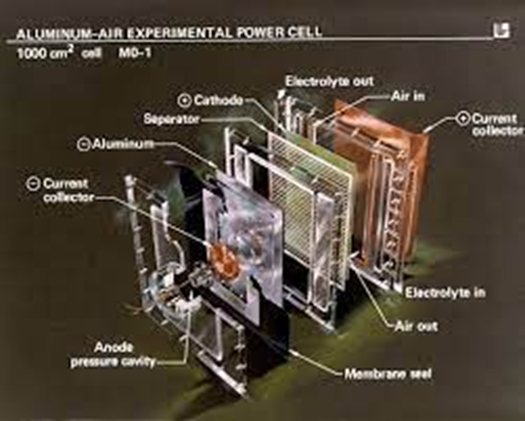 ALUMINUM-AIR EXPERIMENTAL POWER CELL
1000 cm² cell M0-1
Electrolyte out
⊕ Cathode
Air in
Separator
⊕ Current
collector
⊖ Aluminum
⊖ Current
collector
Electrolyte in
Air out
Anode
pressure cavity
Membrane seal